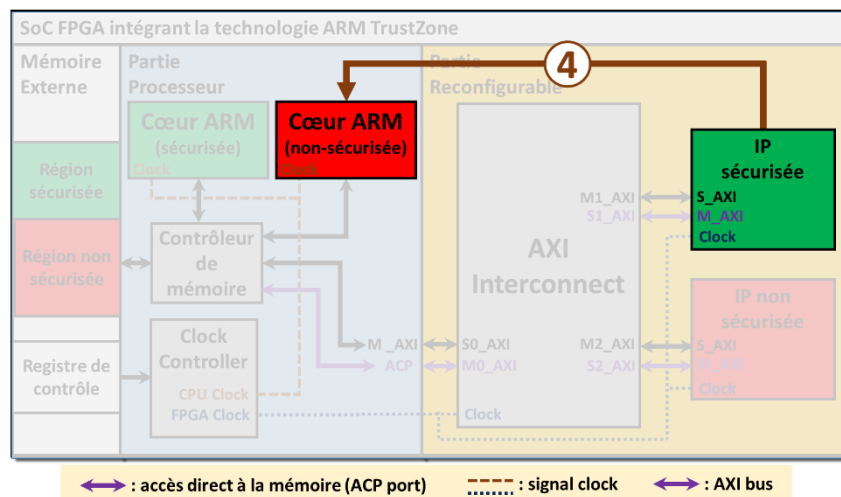 SoC FPGA intégrant la technologie ARM TrustZone
Mémoire
Externe
Partie
Processeur
Partie
Reconfigurable
4
Cœur ARM
(sécurisée)
Clock
Cœur ARM
(non-sécurisée)
Clock
IP
sécurisée
S_AXI
M_AXI
Clock
Région
sécurisée
Région non
sécurisée
Contrôleur
de
mémoire
M1_AXI
S1_AXI
AXI
Interconnect
IP non
sécurisée
S_AXI
M_AXI
Clock
Registre de
contrôle
Clock
Controller
CPU Clock
FPGA Clock
M_AXI
ACP
S0_AXI
M0_AXI
M2_AXI
S2_AXI
Clock
: accès direct à la mémoire (ACP port)
: signal clock
: AXI bus